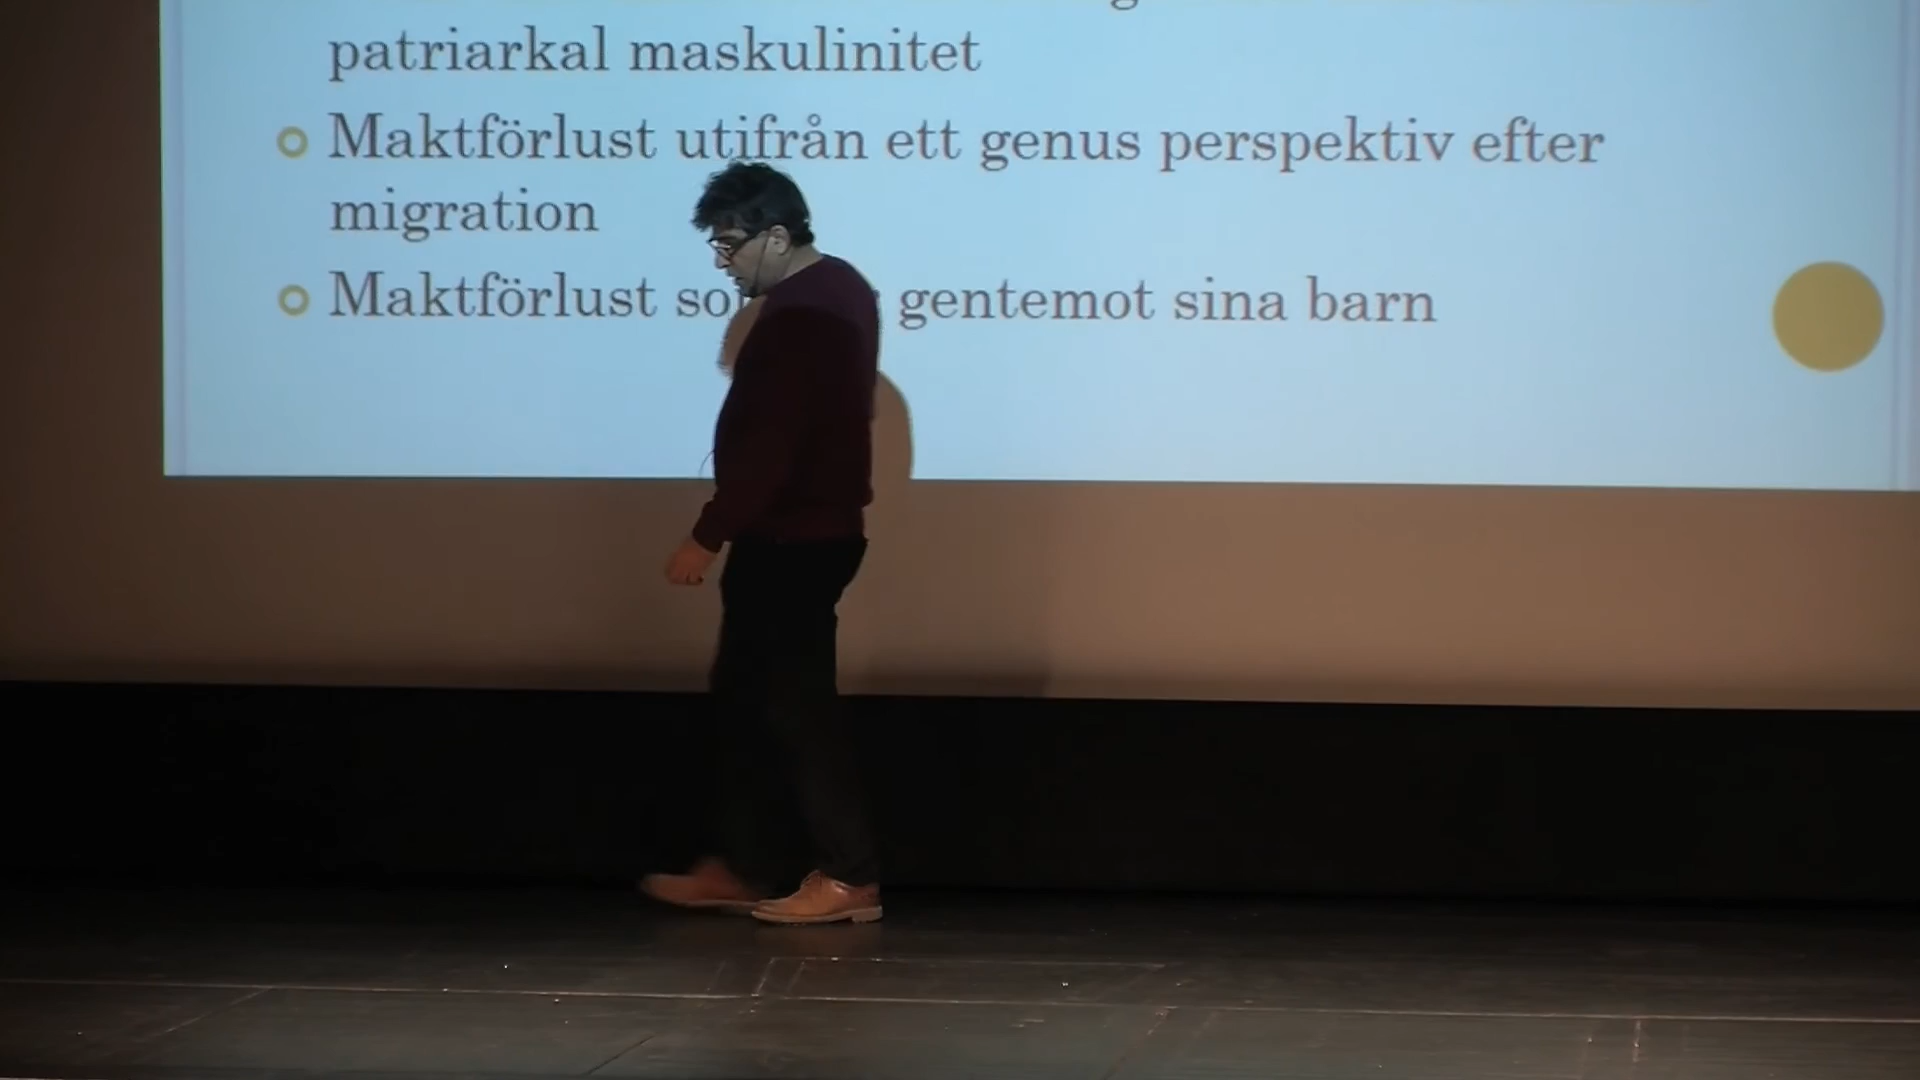 patriarkal maskulinitet
Maktförlust utifrån ett genus perspektiv efter
migration
Maktförlust gentemot sina barn